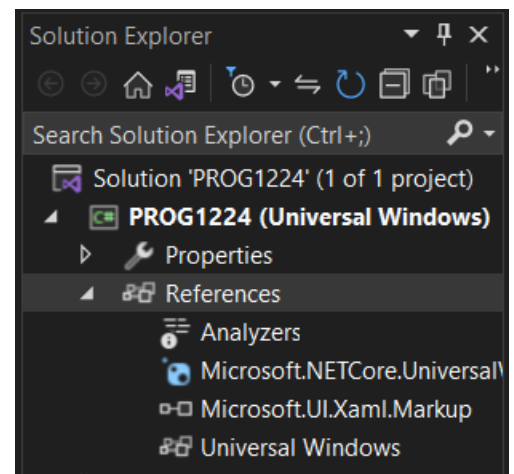 Solution Explorer
Search Solution Explorer (Ctrl+;)
Solution 'PROG1224' (1 of 1 project)
C# PROG1224 (Universal Windows)
Properties
References
Analyzers
Microsoft.NETCore.Universal
Microsoft.UI.Xaml.Markup
Universal Windows